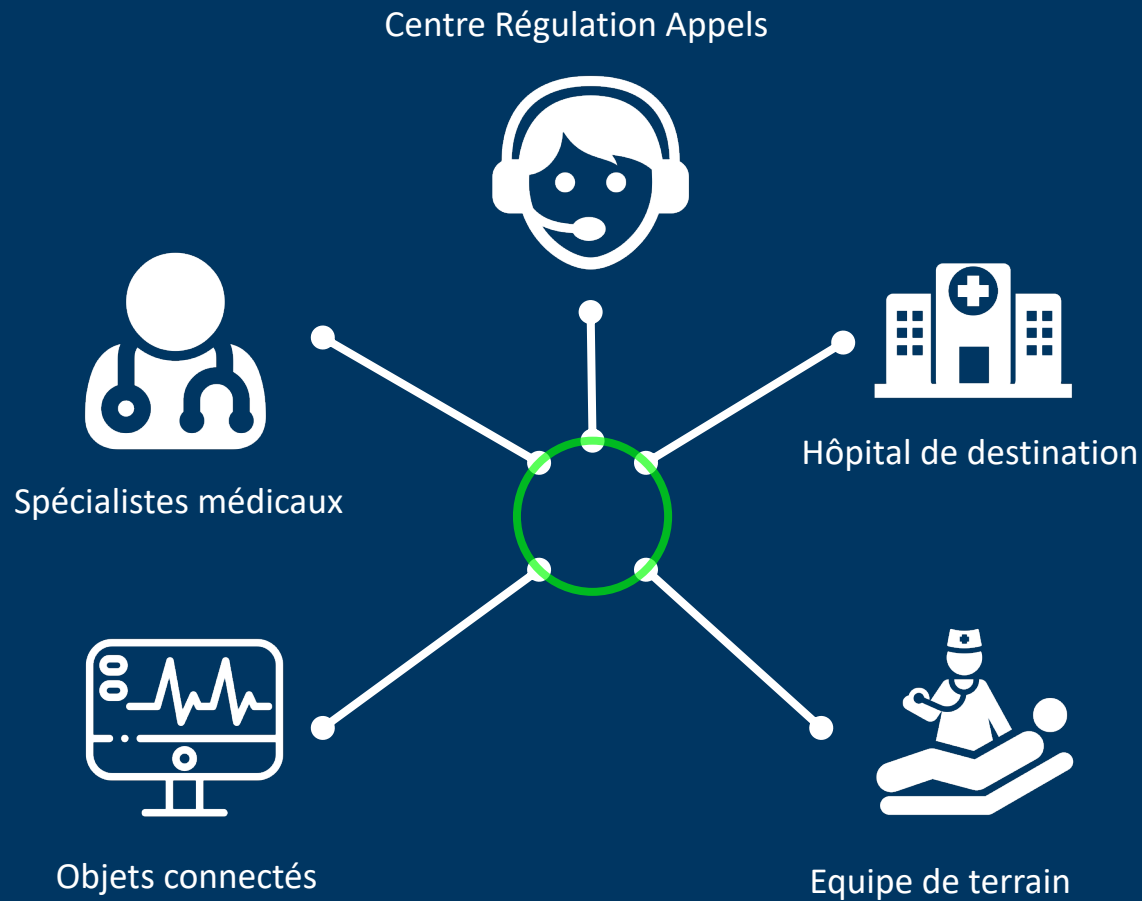 Centre Régulation Appels
Hôpital de destination
Spécialistes médicaux
Objets connectés
Equipe de terrain